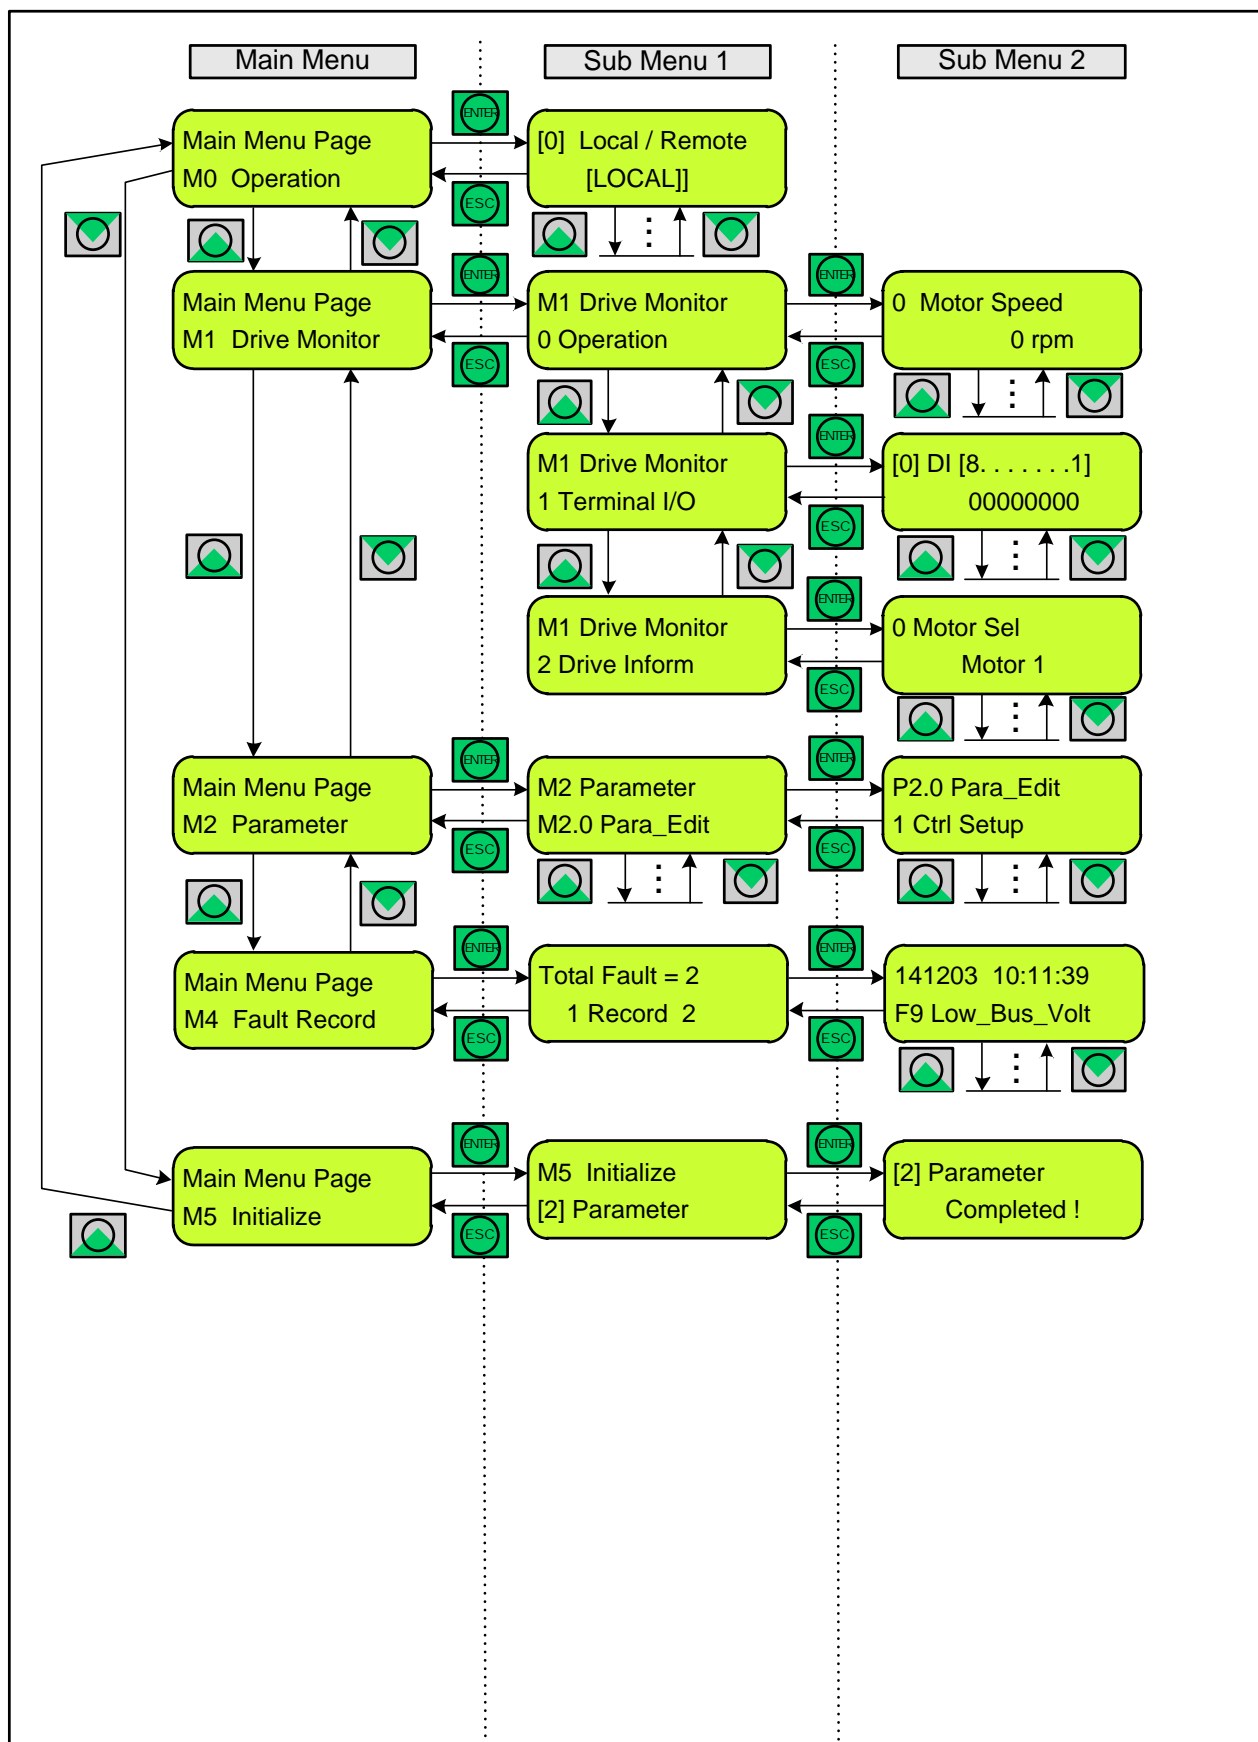 Main Menu
Sub Menu 1
Sub Menu 2
ENTER
Main Menu Page
M0 Operation
[0] Local / Remote
[LOCAL]]
ESC
ENTER
ENTER
Main Menu Page
M1 Drive Monitor
M1 Drive Monitor
0 Operation
0 Motor Speed
0 rpm
ESC
ESC
ENTER
M1 Drive Monitor
1 Terminal I/O
[0] DI [8. . . . . . .1]
00000000
ESC
ENTER
M1 Drive Monitor
2 Drive Inform
0 Motor Sel
Motor 1
ESC
ENTER
ENTER
Main Menu Page
M2 Parameter
M2 Parameter
M2.0 Para_Edit
P2.0 Para_Edit
1 Ctrl Setup
ESC
ESC
ENTER
ENTER
Main Menu Page
M4 Fault Record
Total Fault = 2
1 Record 2
141203 10:11:39
F9 Low_Bus_Volt
ESC
ESC
ENTER
ENTER
Main Menu Page
M5 Initialize
M5 Initialize
[2] Parameter
[2] Parameter
Completed !
ESC
ESC